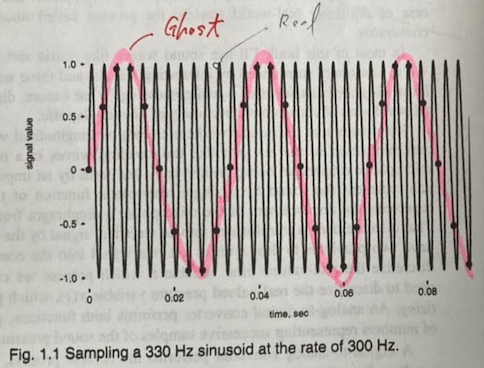 Ghost
Real
signal value
1.0
0.5
0
-0.5
-1.0
0 0.02 0.04 0.06 0.08
time, sec
Fig. 1.1 Sampling a 330 Hz sinusoid at the rate of 300 Hz.